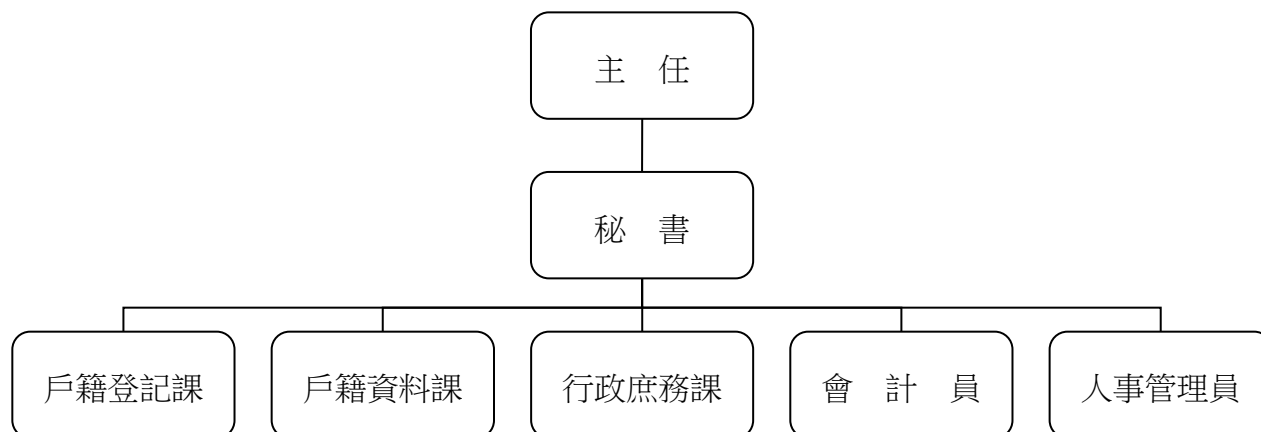 主　任
秘　書
戶籍登記課
戶籍資料課
行政庶務課
會　計　員
人事管理員